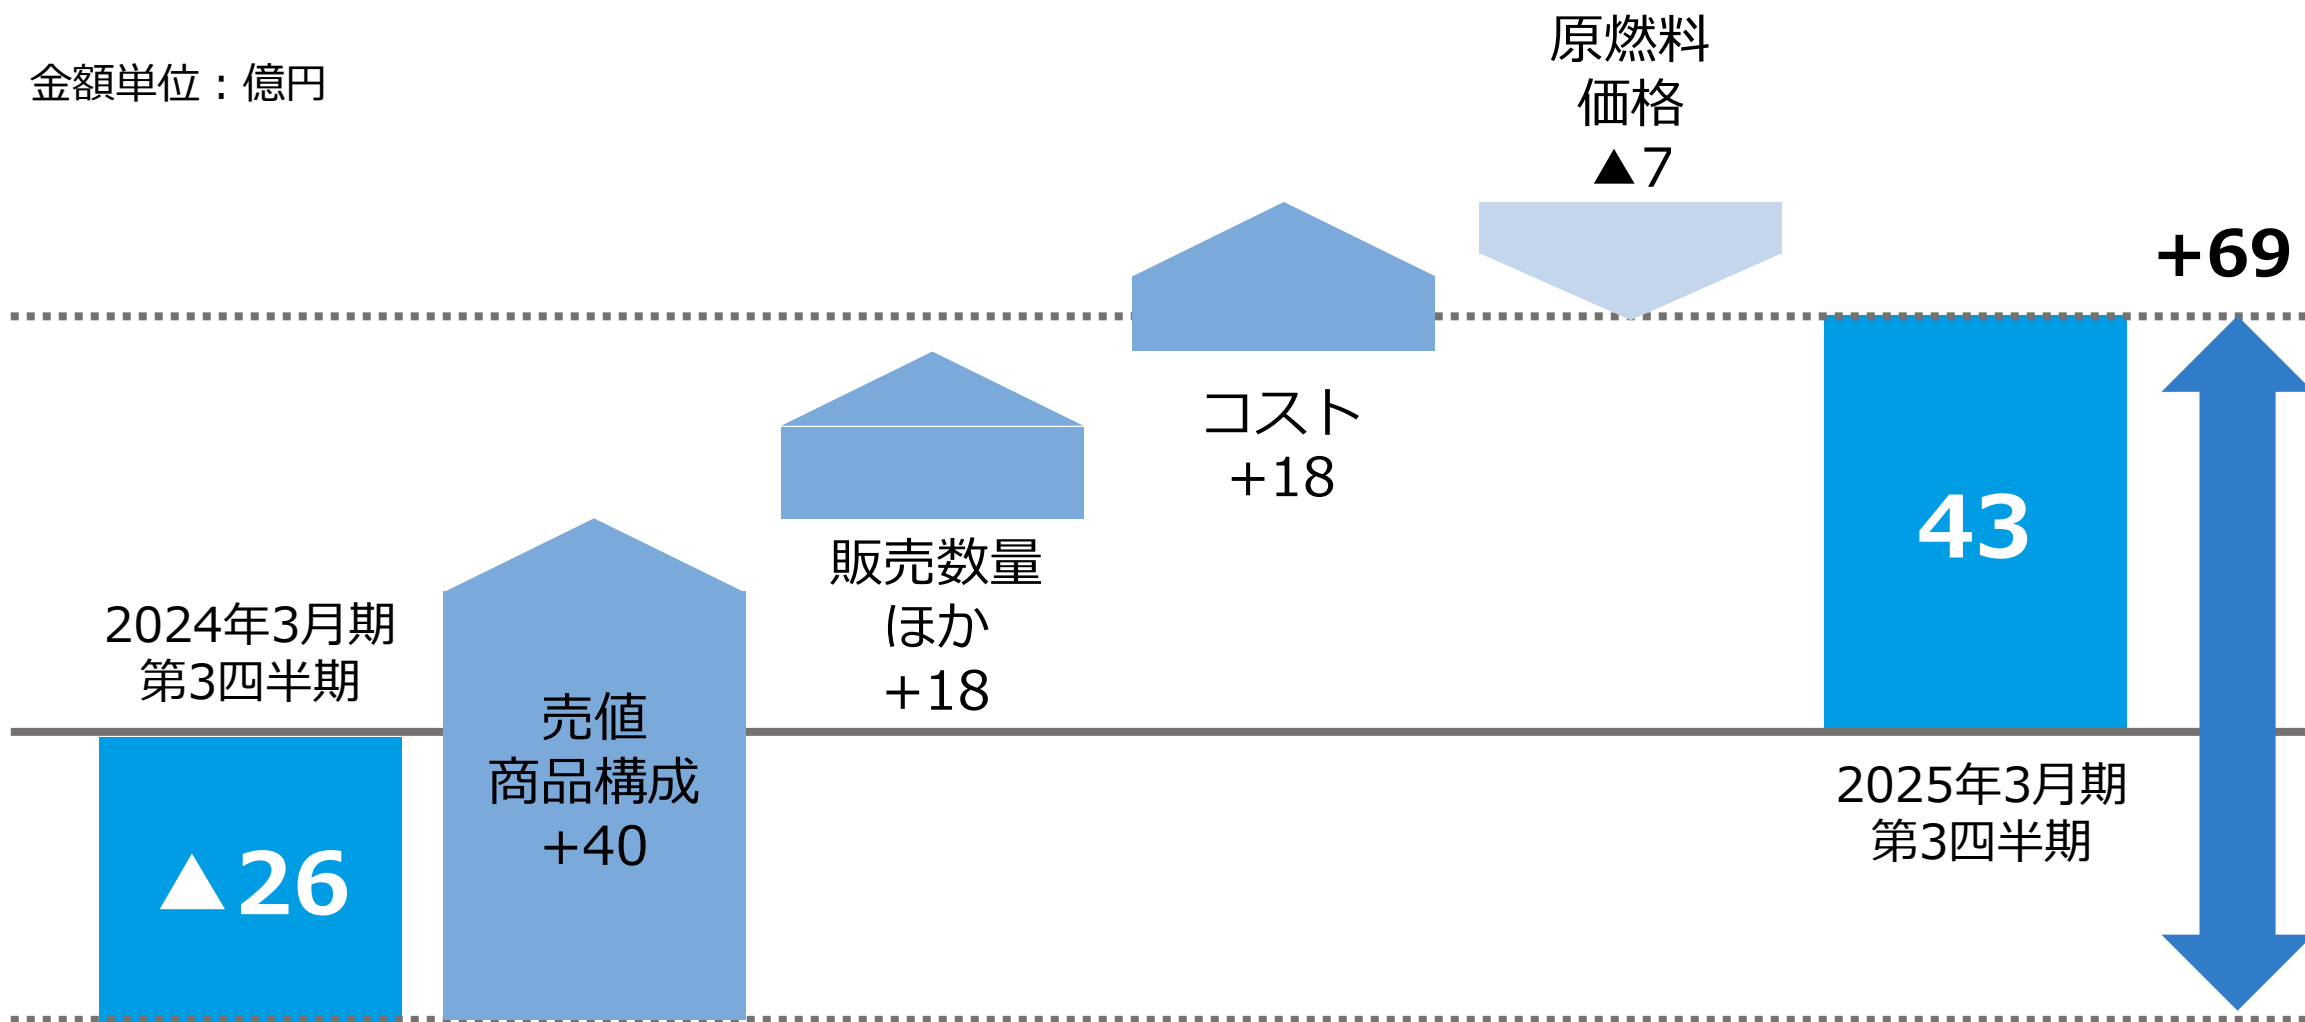 金額単位：億円
原燃料
価格
▲7
+69
コスト
+18
43
販売数量
ほか
+18
2024年3月期
第3四半期
売値
商品構成
+40
▲26
2025年3月期
第3四半期